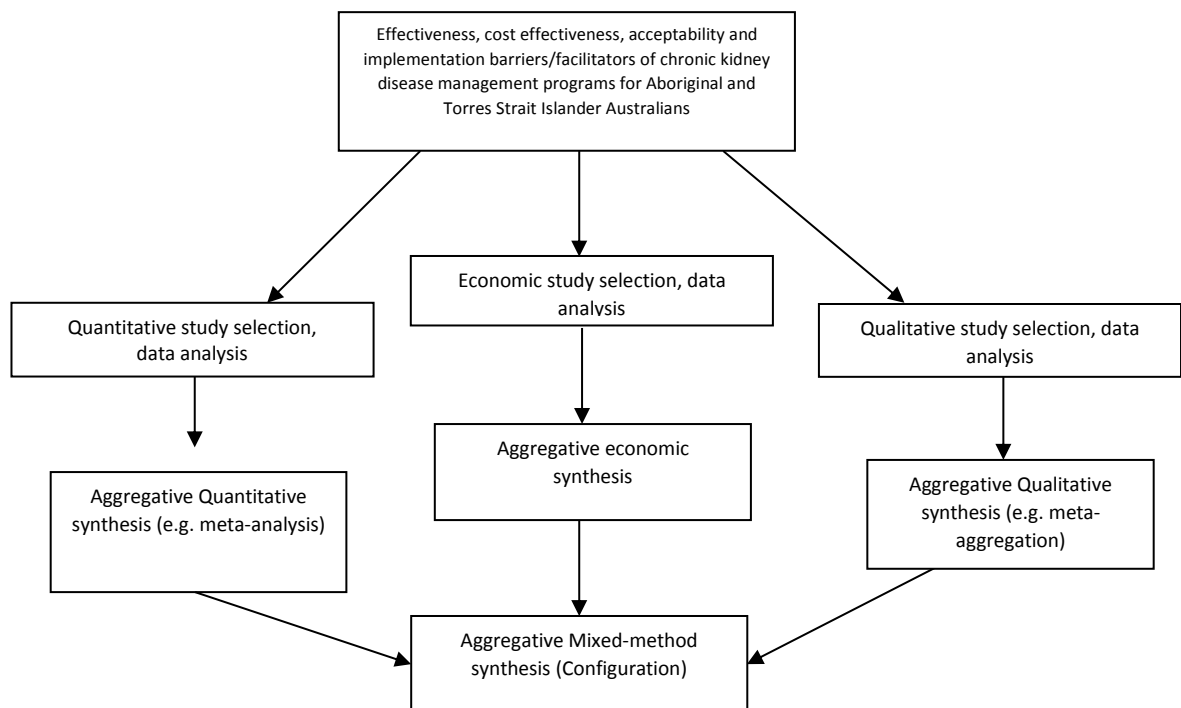 Effectiveness, cost effectiveness, acceptability and
implementation barriers/facilitators of chronic kidney
disease management programs for Aboriginal and
Torres Strait Islander Australians
Economic study selection, data
analysis
Quantitative study selection,
data analysis
Qualitative study selection, data
analysis
Aggregative economic
synthesis
Aggregative Quantitative
synthesis (e.g. meta-analysis)
Aggregative Qualitative
synthesis (e.g. meta-
aggregation)
Aggregative Mixed-method
synthesis (Configuration)